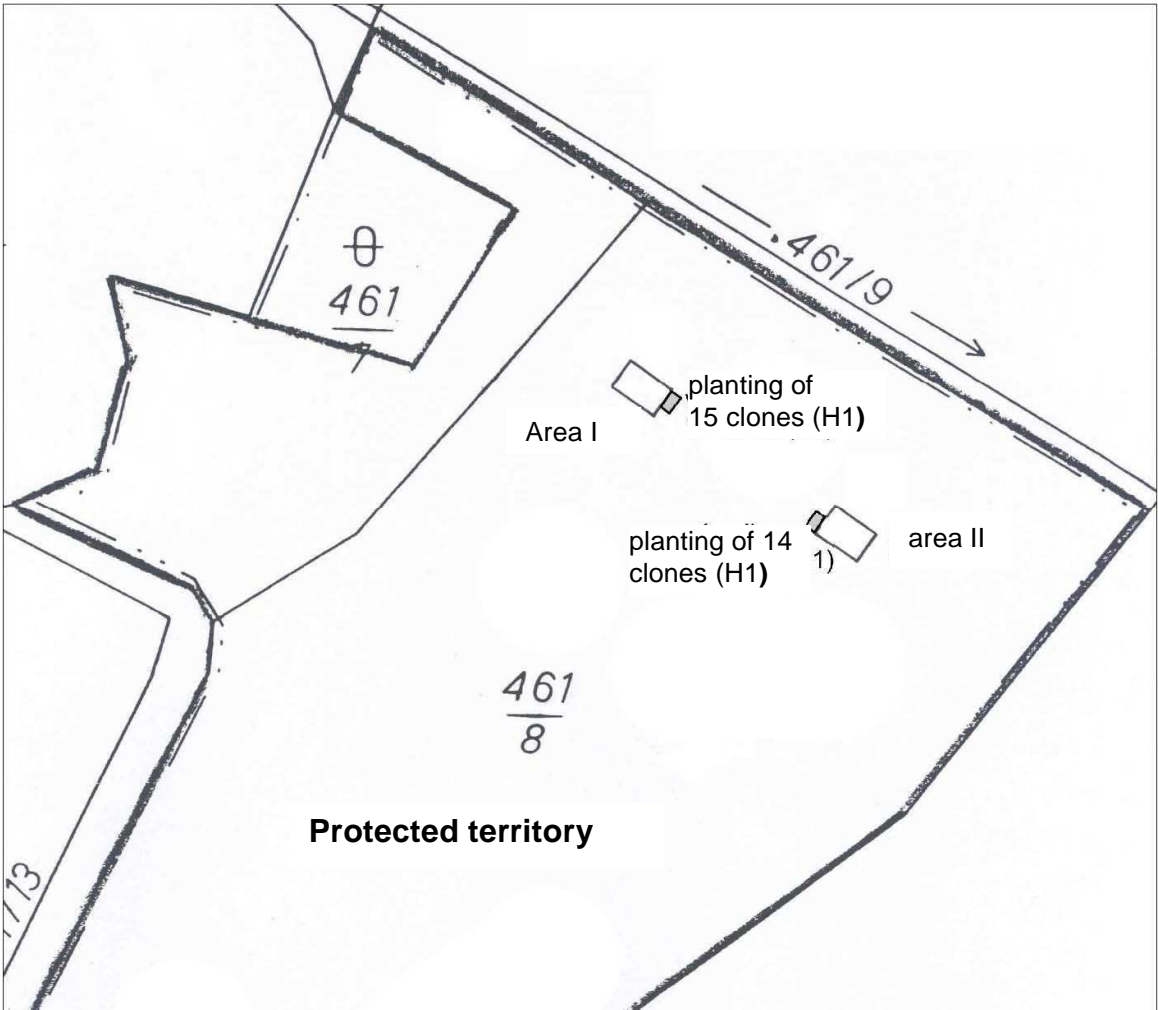 461
7
.461/9
planting of
15 clones (H1)
Area I
planting of 14
clones (H1)
1)
area II
461
8
Protected territory
/13